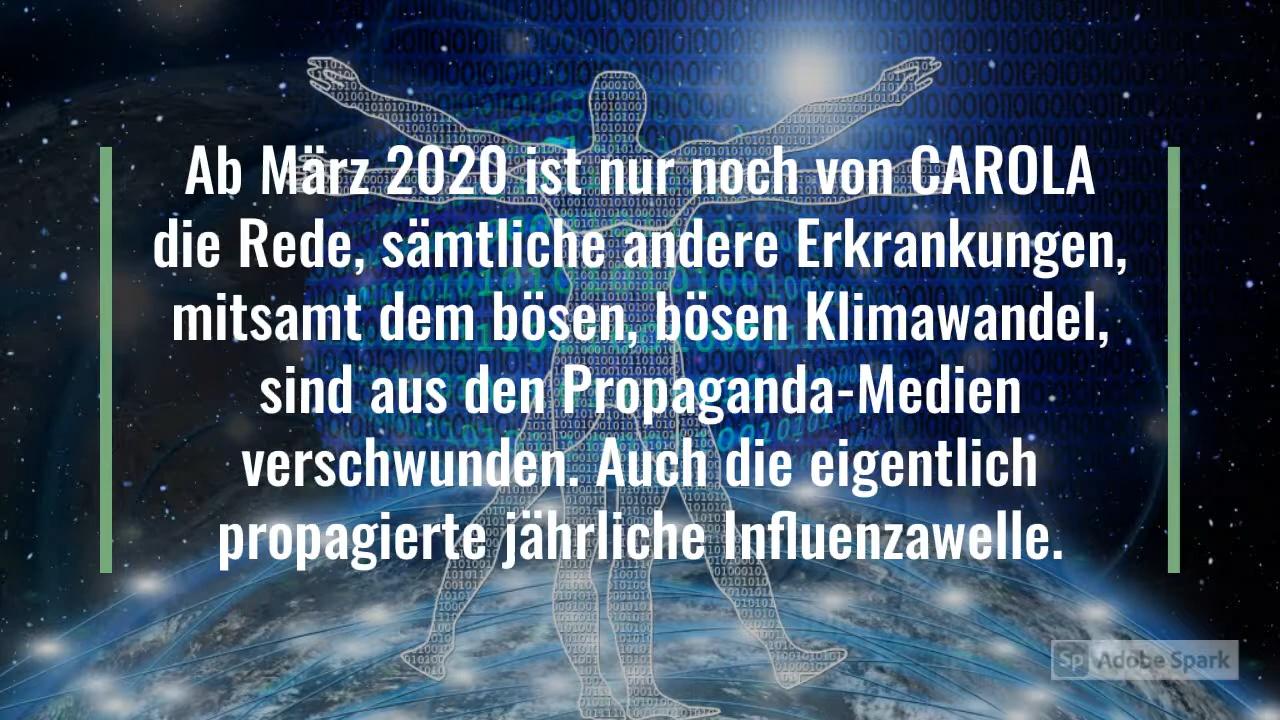 Ab März 2020 ist nur noch von CAROLA
die Rede, sämtliche andere Erkrankungen,
mitsamt dem bösen, bösen Klimawandel,
sind aus den Propaganda-Medien
verschwunden. Auch die eigentlich
propagierte jährliche Influenzawelle.
Sp Adobe Spark